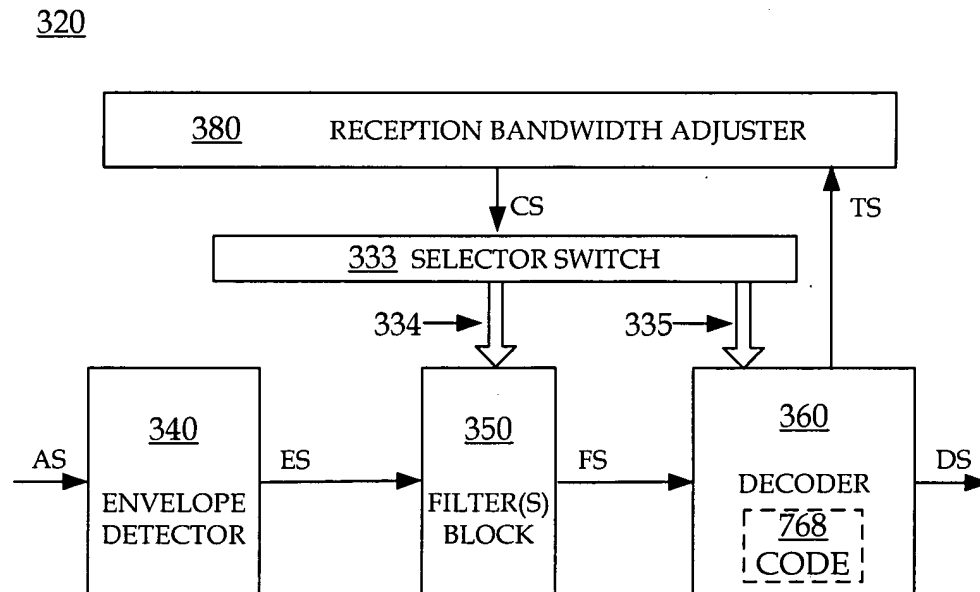 320
380 RECEPTION BANDWIDTH ADJUSTER
CS
TS
333 SELECTOR SWITCH
334
335
340
350
360
AS
ES
FS
DS
ENVELOPE
DETECTOR
FILTER(S)
BLOCK
DECODER
768
CODE